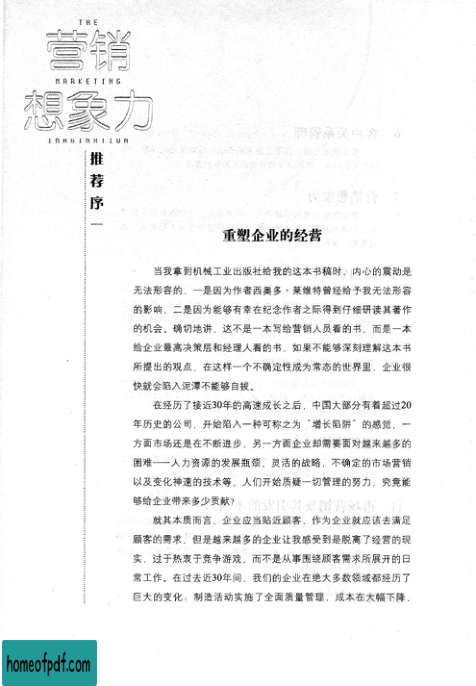 THE
营销
MARKETING
想象力
IMAGINATION
推荐序一
重塑企业的经营
当我拿到机械工业出版社给我的这本书稿时，内心的震动是
无法形容的，一是因为作者西奥多·莱维特曾经给予我无法形容
的影响，二是因为能够有幸在纪念作者之际得到仔细研读其著作
的机会。确切地讲，这不是一本写给营销人员看的书，而是一本
给企业最高决策层和经理人看的书，如果不能够深刻理解这本书
所提出的观点，在这样一个不确定性成为常态的世界里，企业很
快就会陷入泥潭不能够自拔。
在经历了接近30年的高速成长之后，中国大部分有着超过20
年历史的公司，开始陷入一种可称之为“增长陷阱”的感觉，一
方面市场还是在不断进步，另一方面企业却需要面对越来越多的
困难——人力资源的发展瓶颈、灵活的战略，不确定的市场营销
以及变化神速的技术等，人们开始质疑一切管理的努力，究竟能
够给企业带来多少贡献？
就其本质而言，企业应当贴近顾客，作为企业就应该去满足
顾客的需求，但是越来越多的企业让我感受到是脱离了经营的现
实，过于热衷于竞争游戏，而不是从事围绕顾客需求所展开的日
常工作。在过去近30年间，我们的企业在绝大多数领域都经历了
巨大的变化：制造活动实施了全面质量管理，成本在大幅下降，
homeofpdf.com